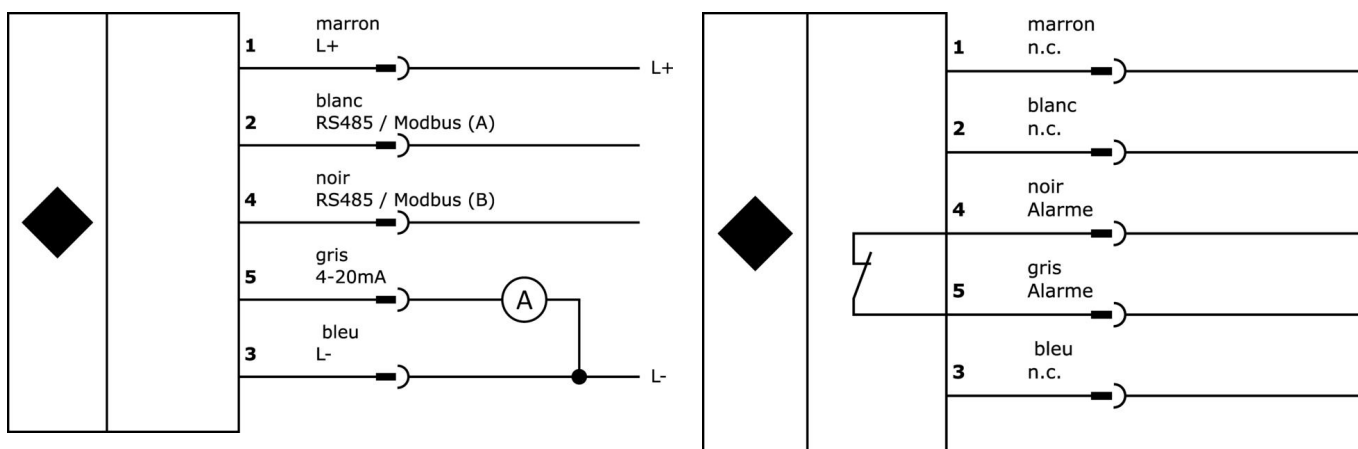 marron
1 L+
L+
blanc
2 RS485 / Modbus (A)
noir
4 RS485 / Modbus (B)
gris
5 4-20mA
A
bleu
3 L-
L-
marron
1 n.c.
blanc
2 n.c.
noir
4 Alarme
gris
5 Alarme
bleu
3 n.c.